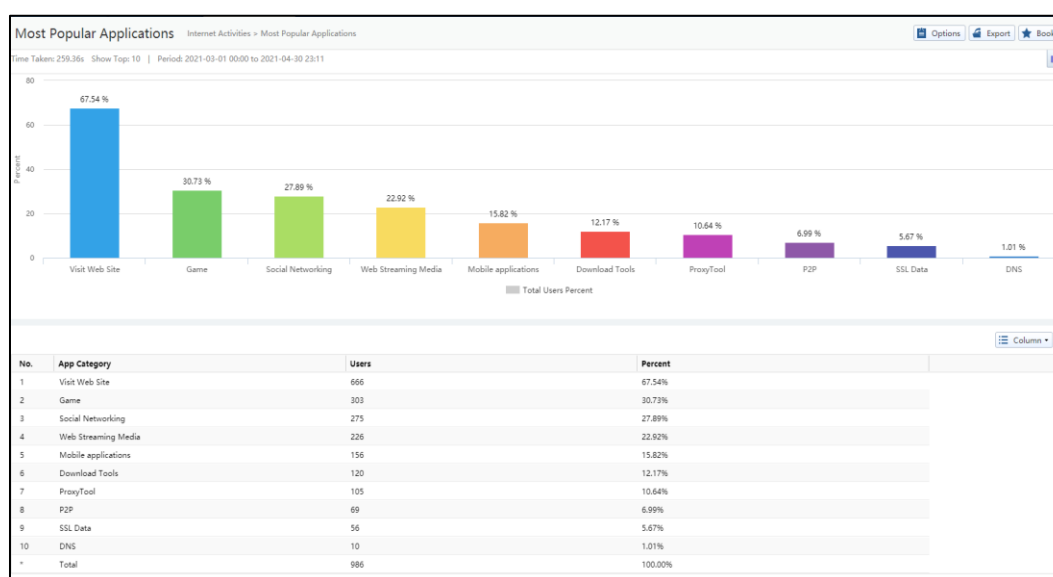 Most Popular Applications Internet Activities > Most Popular Applications Options Export Book
Time Taken: 259.36s Show Top: 10 | Period: 2021-03-01 00:00 to 2021-04-30 23:11
80
60
40
20
0
Percent
67.54 %
30.73 %
27.89 %
22.92 %
15.82 %
12.17 %
10.64 %
6.99 %
5.67 %
1.01 %
Visit Web Site Game Social Networking Web Streaming Media Mobile applications Download Tools ProxyTool P2P SSL Data DNS
Total Users Percent
Column
No. App Category Users Percent
1 Visit Web Site 666 67.54%
2 Game 303 30.73%
3 Social Networking 275 27.89%
4 Web Streaming Media 226 22.92%
5 Mobile applications 156 15.82%
6 Download Tools 120 12.17%
7 ProxyTool 105 10.64%
8 P2P 69 6.99%
9 SSL Data 56 5.67%
10 DNS 10 1.01%
* Total 986 100.00%